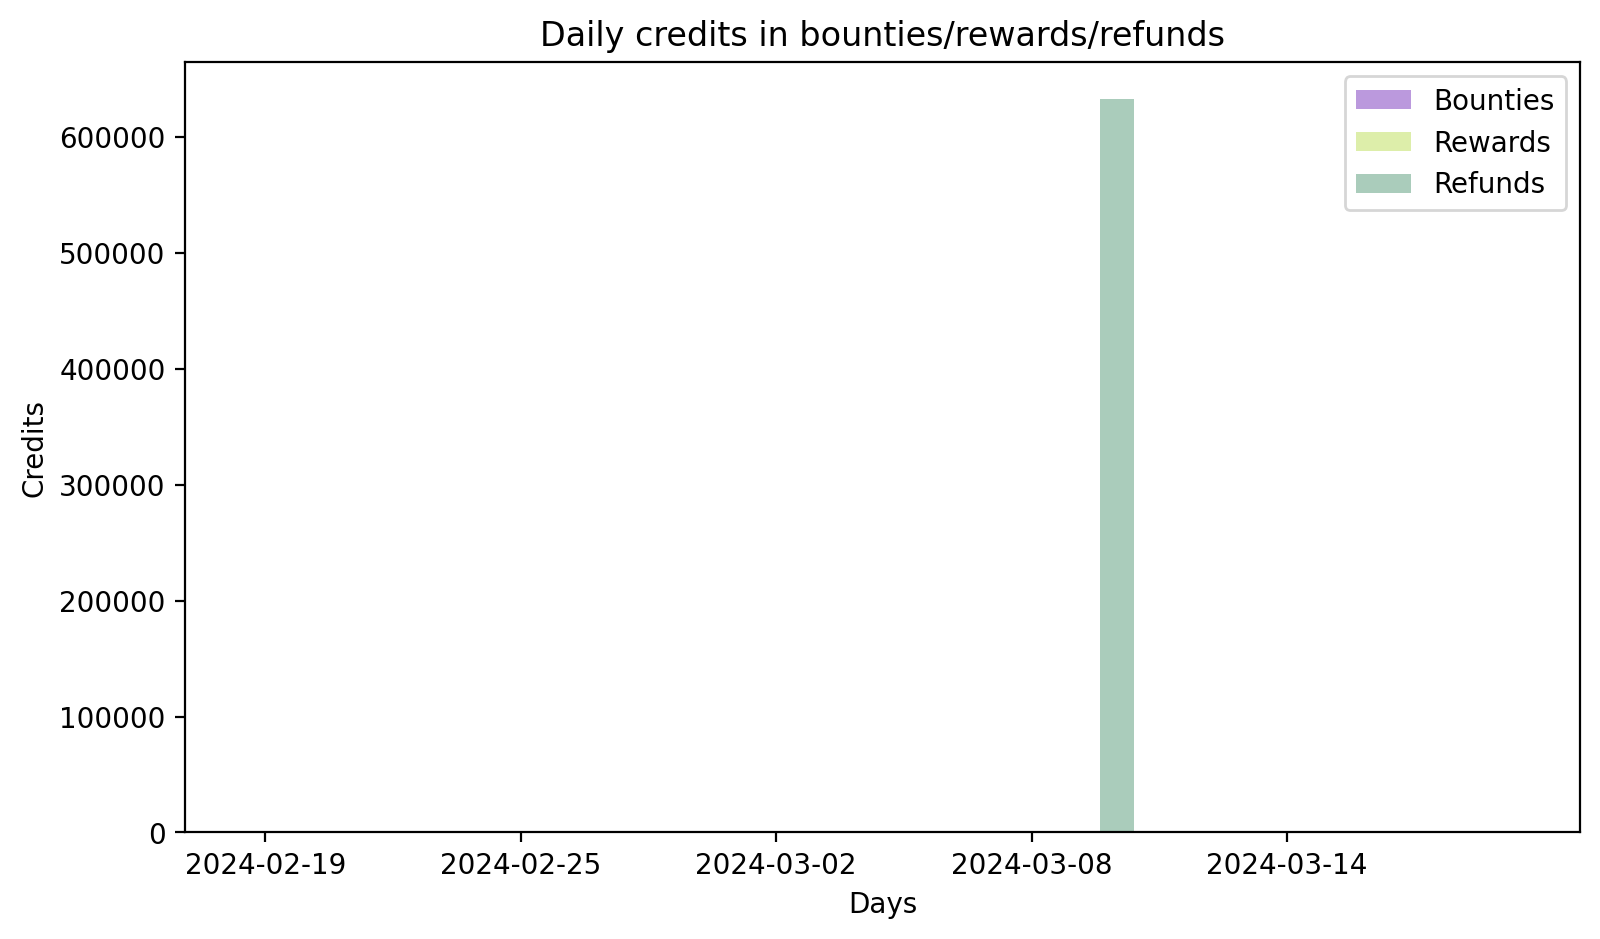 Daily credits in bounties/rewards/refunds
Bounties
Rewards
Refunds
600000
500000
400000
300000
200000
100000
0
Credits
2024-02-19 2024-02-25 2024-03-02 2024-03-08 2024-03-14
Days